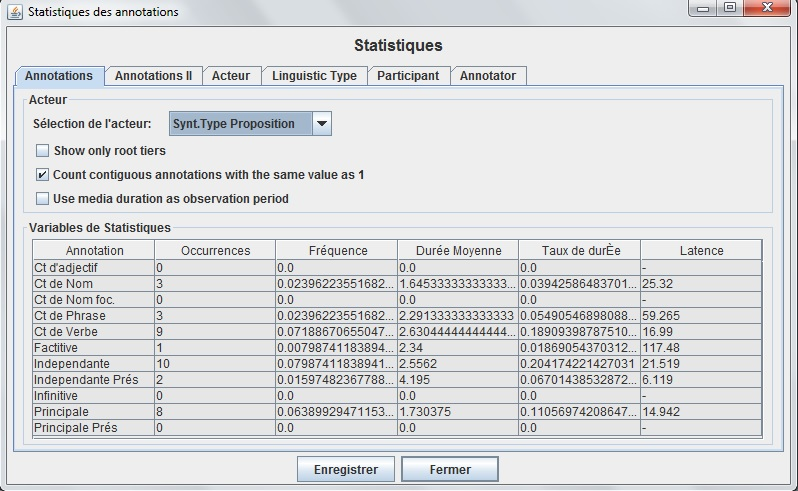 Statistiques des annotations
Statistiques
Annotations Annotations II Acteur Linguistic Type Participant Annotator
Acteur
Sélection de l'acteur: Synt.Type Proposition
Show only root tiers
Count contiguous annotations with the same value as 1
Use media duration as observation period
Variables de Statistiques
Annotation Occurrences Fréquence Durée Moyenne Taux de durÈe Latence
Ct d'adjectif 0 0.0 0.0 0.0 -
Ct de Nom 3 0.02396223551682... 1.64533333333333... 0.03942586483701... 25.32
Ct de Nom foc. 0 0.0 0.0 0.0 -
Ct de Phrase 3 0.02396223551682... 2.291333333333333 0.05490546898088... 59.265
Ct de Verbe 9 0.07188670655047... 2.63044444444444... 0.18909398787510... 16.99
Factitive 1 0.00798741183894... 2.34 0.01869054370312... 117.48
Independante 10 0.07987411838941... 2.5562 0.204174221427031 21.519
Independante Prés 2 0.01597482367788... 4.195 0.06701438532872... 6.119
Infinitive 0 0.0 0.0 0.0 -
Principale 8 0.06389929471153... 1.730375 0.11056974208647... 14.942
Principale Prés 0 0.0 0.0 0.0 -
Enregistrer Fermer